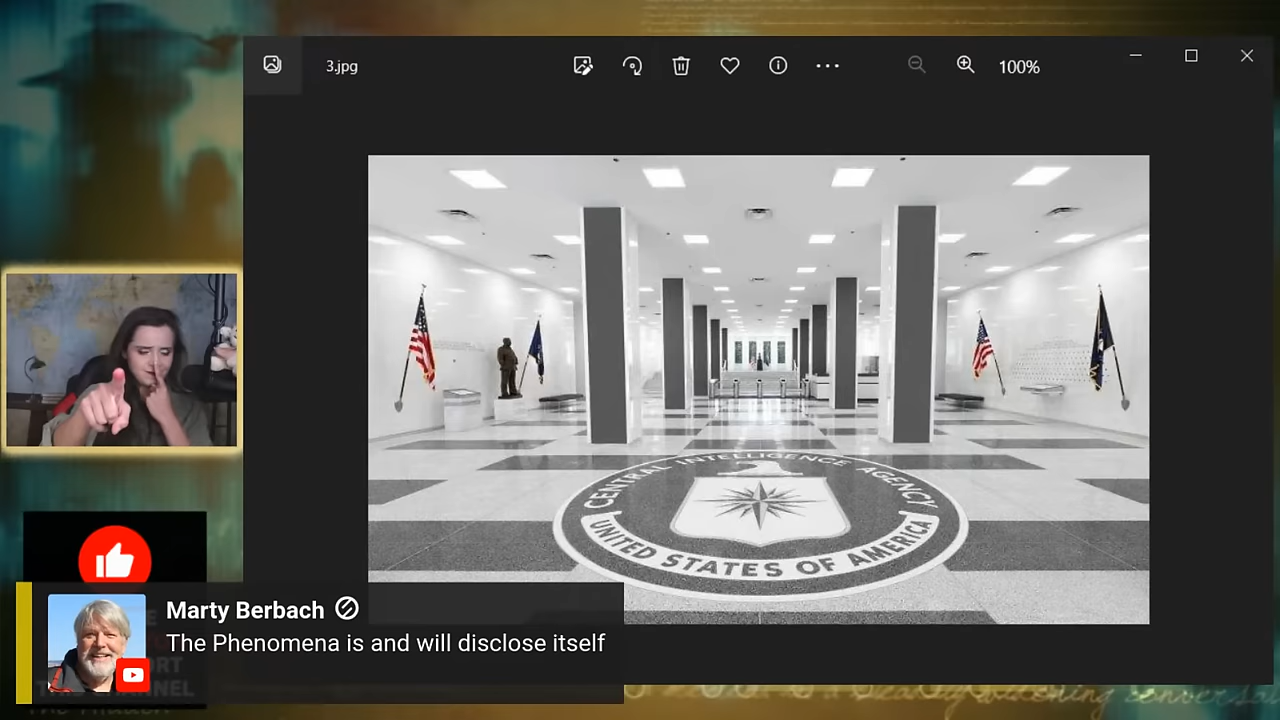 3.jpg
100%
CENTRAL INTELLIGENCE AGENCY
UNITED STATES OF AMERICA
Marty Berbach
The Phenomena is and will disclose itself
CHANNEL